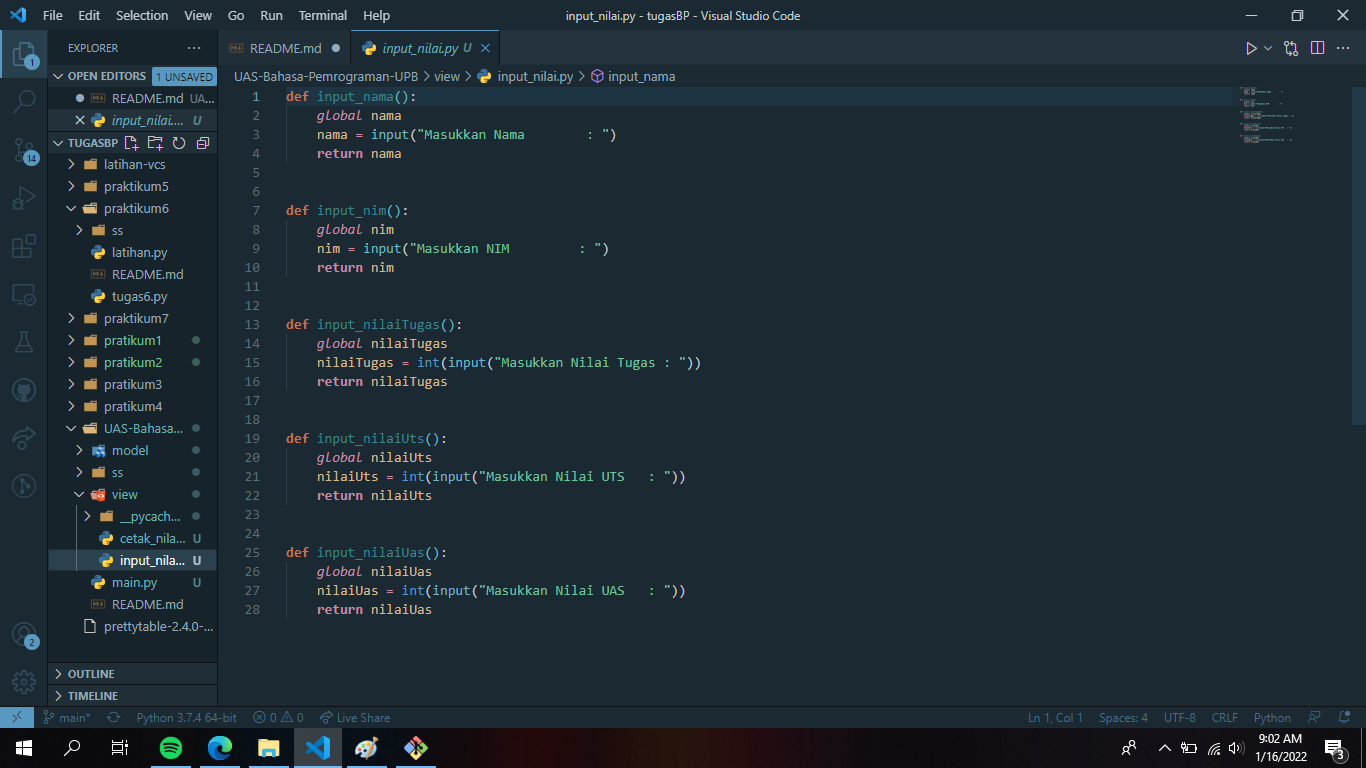 File Edit Selection View Go Run Terminal Help
input_nilai.py - tugasBP - Visual Studio Code
EXPLORER
OPEN EDITORS 1 UNSAVED
README.md UA...
input_nilai.... U
TUGASBP
latihan-vcs
praktikum5
praktikum6
ss
latihan.py
README.md
tugas6.py
praktikum7
pratikum1
pratikum2
pratikum3
pratikum4
UAS-Bahasa...
model
ss
view
__pycach...
cetak_nila... U
input_nila... U
main.py U
README.md
prettytable-2.4.0-...
OUTLINE
TIMELINE
1
14
2
README.md
input_nilai.py U
UAS-Bahasa-Pemrograman-UPB > view > input_nilai.py > input_nama
1 def input_nama():
2 global nama
3 nama = input("Masukkan Nama        : ")
4 return nama
5
6
7 def input_nim():
8 global nim
9 nim = input("Masukkan NIM         : ")
10 return nim
11
12
13 def input_nilaiTugas():
14 global nilaiTugas
15 nilaiTugas = int(input("Masukkan Nilai Tugas : "))
16 return nilaiTugas
17
18
19 def input_nilaiUts():
20 global nilaiUts
21 nilaiUts = int(input("Masukkan Nilai UTS   : "))
22 return nilaiUts
23
24
25 def input_nilaiUas():
26 global nilaiUas
27 nilaiUas = int(input("Masukkan Nilai UAS   : "))
28 return nilaiUas
main* Python 3.7.4 64-bit 0 0 Live Share
Ln 1, Col 1 Spaces: 4 UTF-8 CRLF Python
9:02 AM
1/16/2022
3